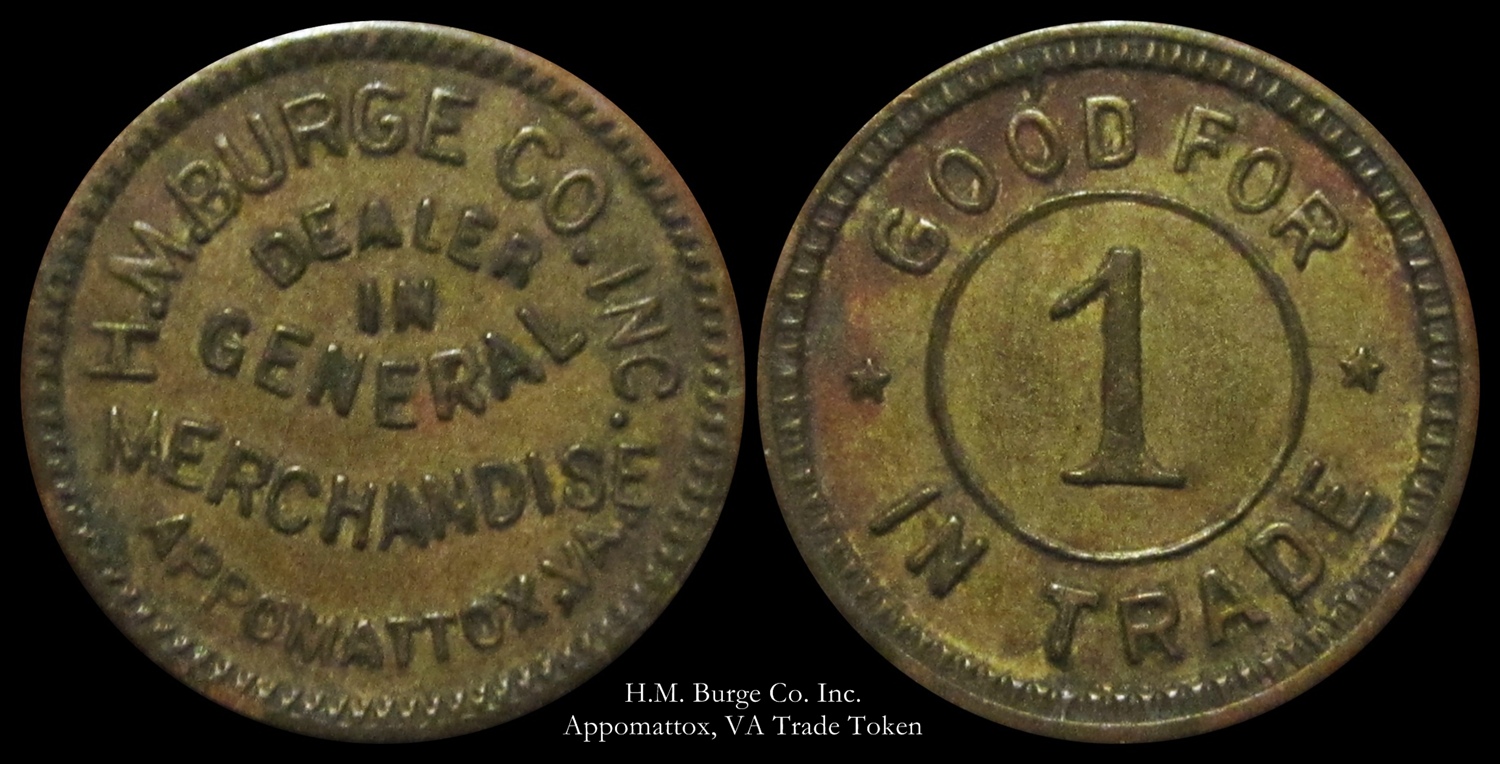 H.M.BURGE CO. INC.
DEALER
IN
GENERAL
MERCHANDISE
APPOMATTOX, VA.
GOOD FOR
1
IN TRADE
H.M. Burge Co. Inc.
Appomattox, VA Trade Token